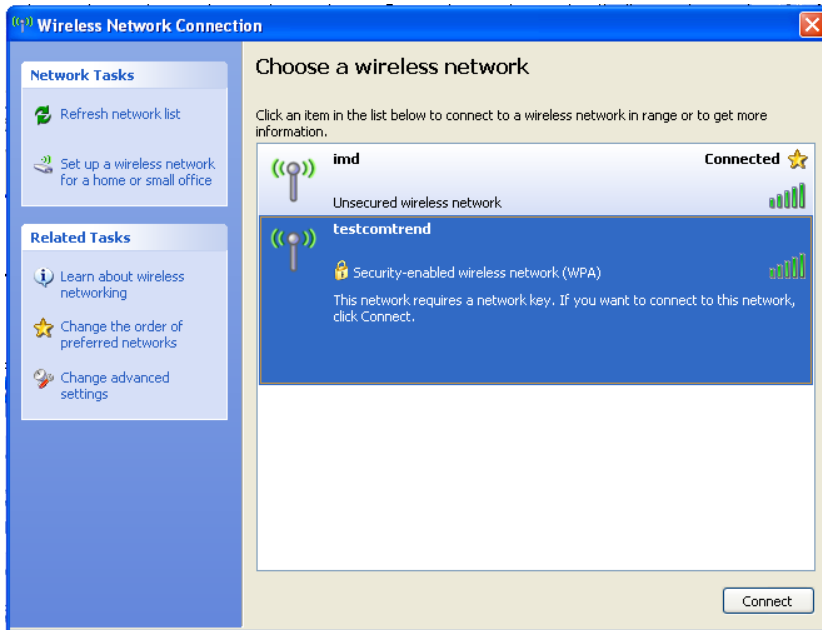 Wireless Network Connection
Network Tasks
Refresh network list
Set up a wireless network
for a home or small office
Related Tasks
Learn about wireless
networking
Change the order of
preferred networks
Change advanced
settings
Choose a wireless network
Click an item in the list below to connect to a wireless network in range or to get more
information.
imd
Connected
Unsecured wireless network
testcomtrend
Security-enabled wireless network (WPA)
This network requires a network key. If you want to connect to this network,
click Connect.
Connect